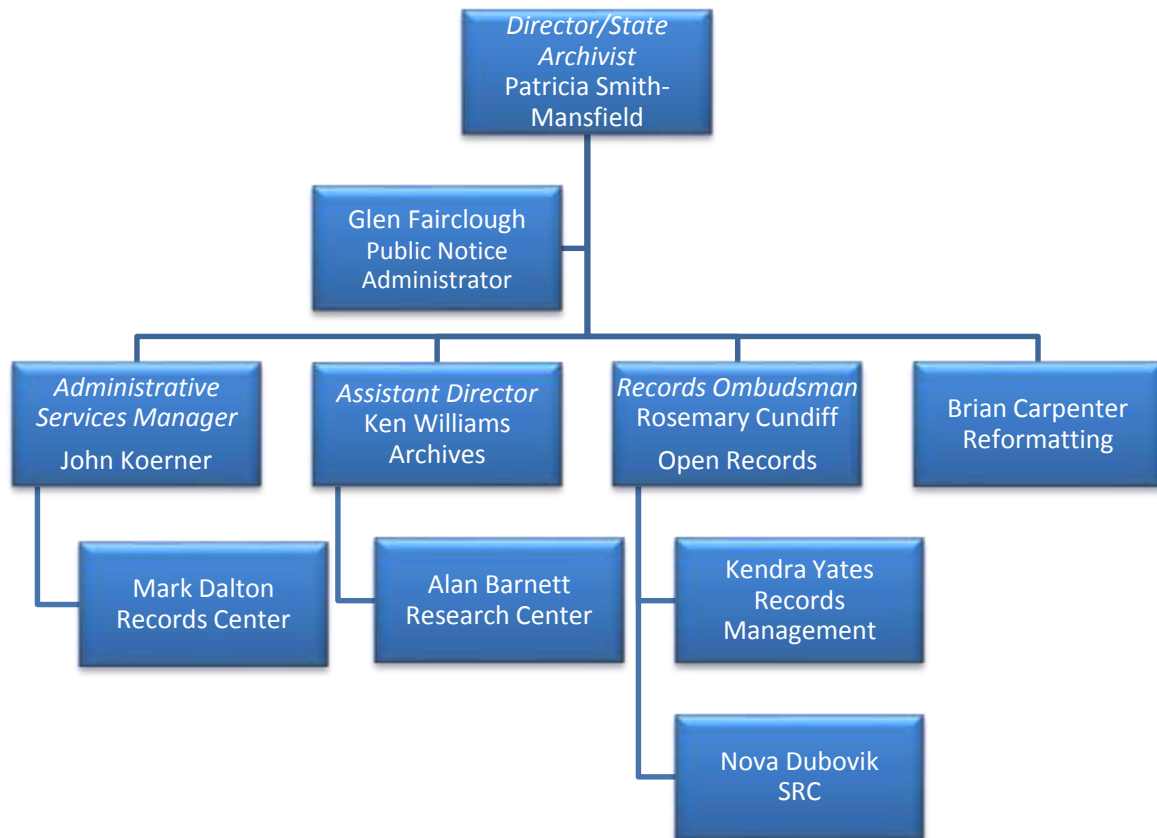 Director/State
Archivist
Patricia Smith-
Mansfield
Glen Fairclough
Public Notice
Administrator
Administrative
Services Manager
John Koerner
Assistant Director
Ken Williams
Archives
Records Ombudsman
Rosemary Cundiff
Open Records
Brian Carpenter
Reformatting
Mark Dalton
Records Center
Alan Barnett
Research Center
Kendra Yates
Records
Management
Nova Dubovik
SRC